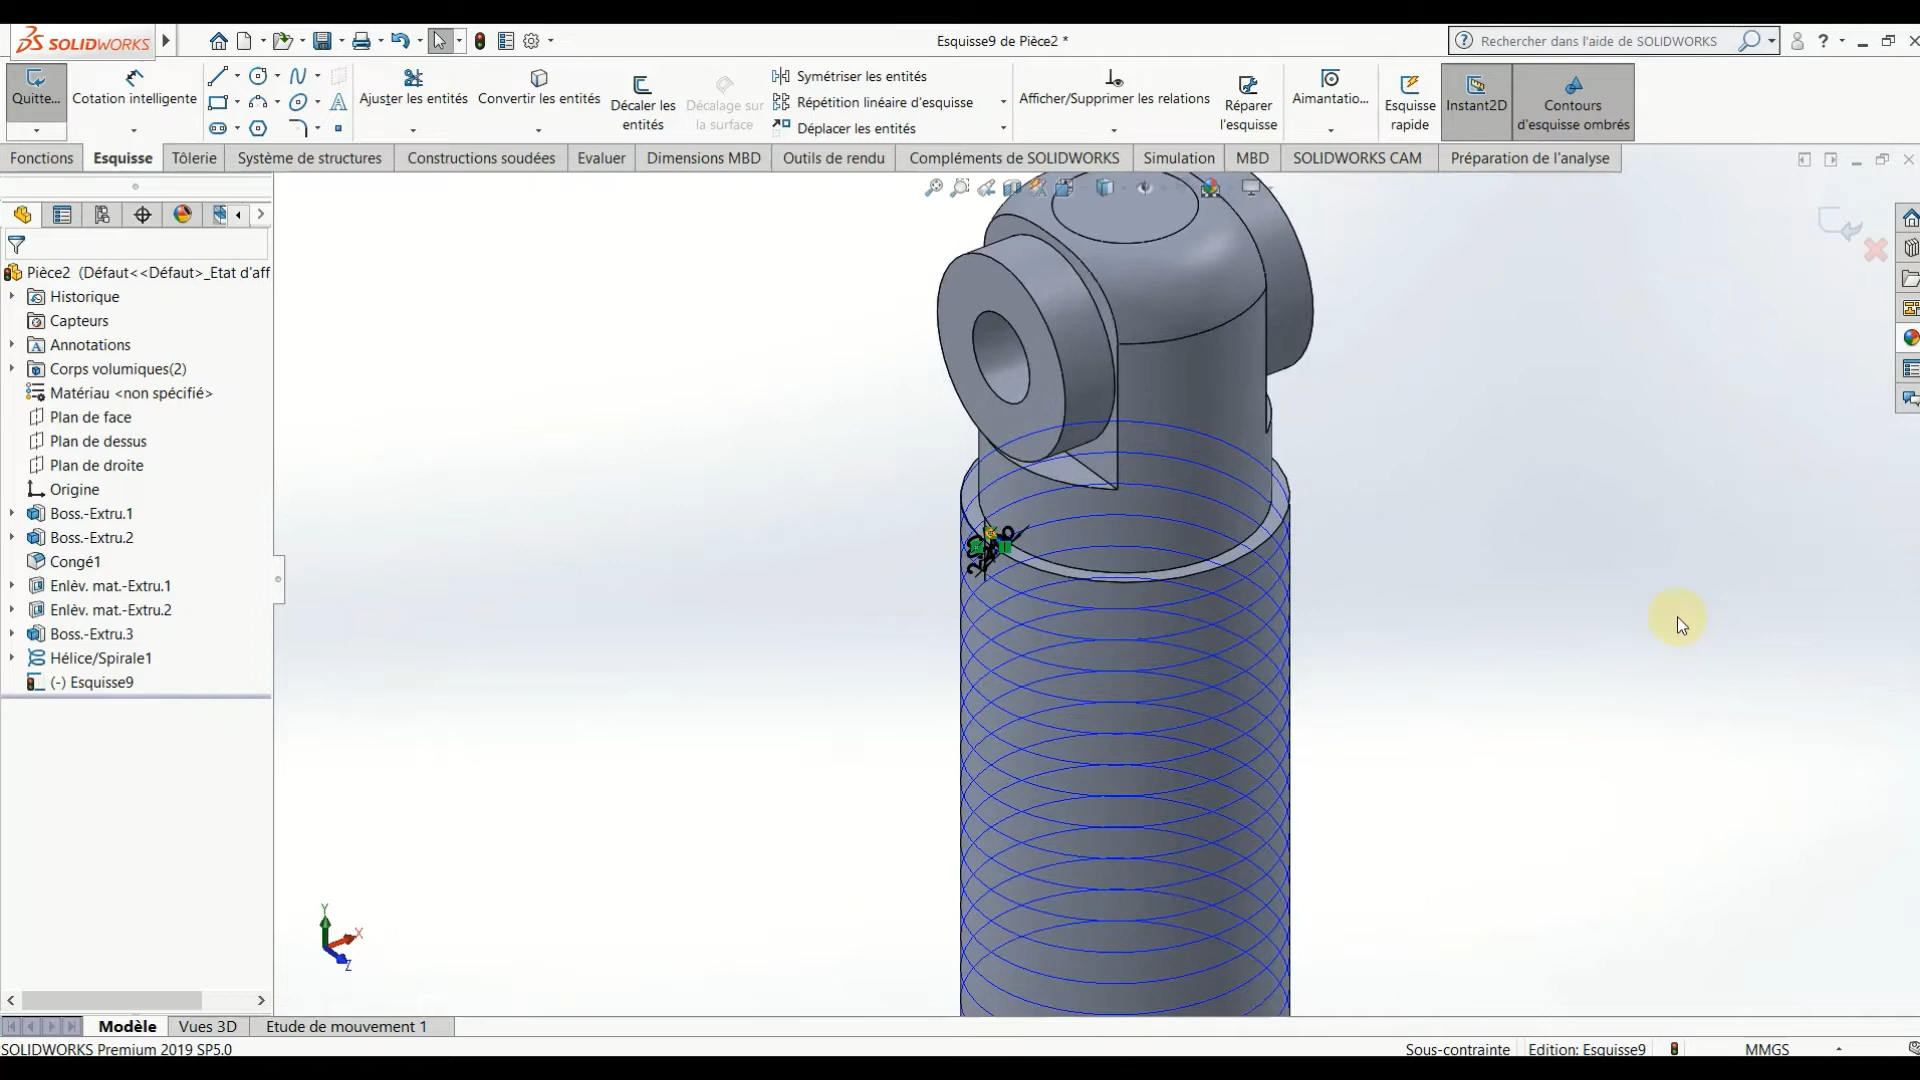 SOLIDWORKS
Esquisse9 de Pièce2 *
Rechercher dans l'aide de SOLIDWORKS
Quitte...
Cotation intelligente
Ajuster les entités
Convertir les entités
Décaler les
entités
Décalage sur
la surface
Symétriser les entités
Répétition linéaire d'esquisse
Déplacer les entités
Afficher/Supprimer les relations
Réparer
l'esquisse
Aimantatio...
Esquisse
rapide
Instant2D
Contours
d'esquisse ombrés
Fonctions
Esquisse
Tôlerie
Système de structures
Constructions soudées
Evaluer
Dimensions MBD
Outils de rendu
Compléments de SOLIDWORKS
Simulation
MBD
SOLIDWORKS CAM
Préparation de l'analyse
Pièce2 (Défaut<<Défaut>_Etat d'aff
Historique
Capteurs
Annotations
Corps volumiques(2)
Matériau <non spécifié>
Plan de face
Plan de dessus
Plan de droite
Origine
Boss.-Extru.1
Boss.-Extru.2
Congé1
Enlèv. mat.-Extru.1
Enlèv. mat.-Extru.2
Boss.-Extru.3
Hélice/Spirale1
(-) Esquisse9
Y
X
Z
Modèle
Vues 3D
Etude de mouvement 1
SOLIDWORKS Premium 2019 SP5.0
Sous-contrainte
Edition: Esquisse9
MMGS